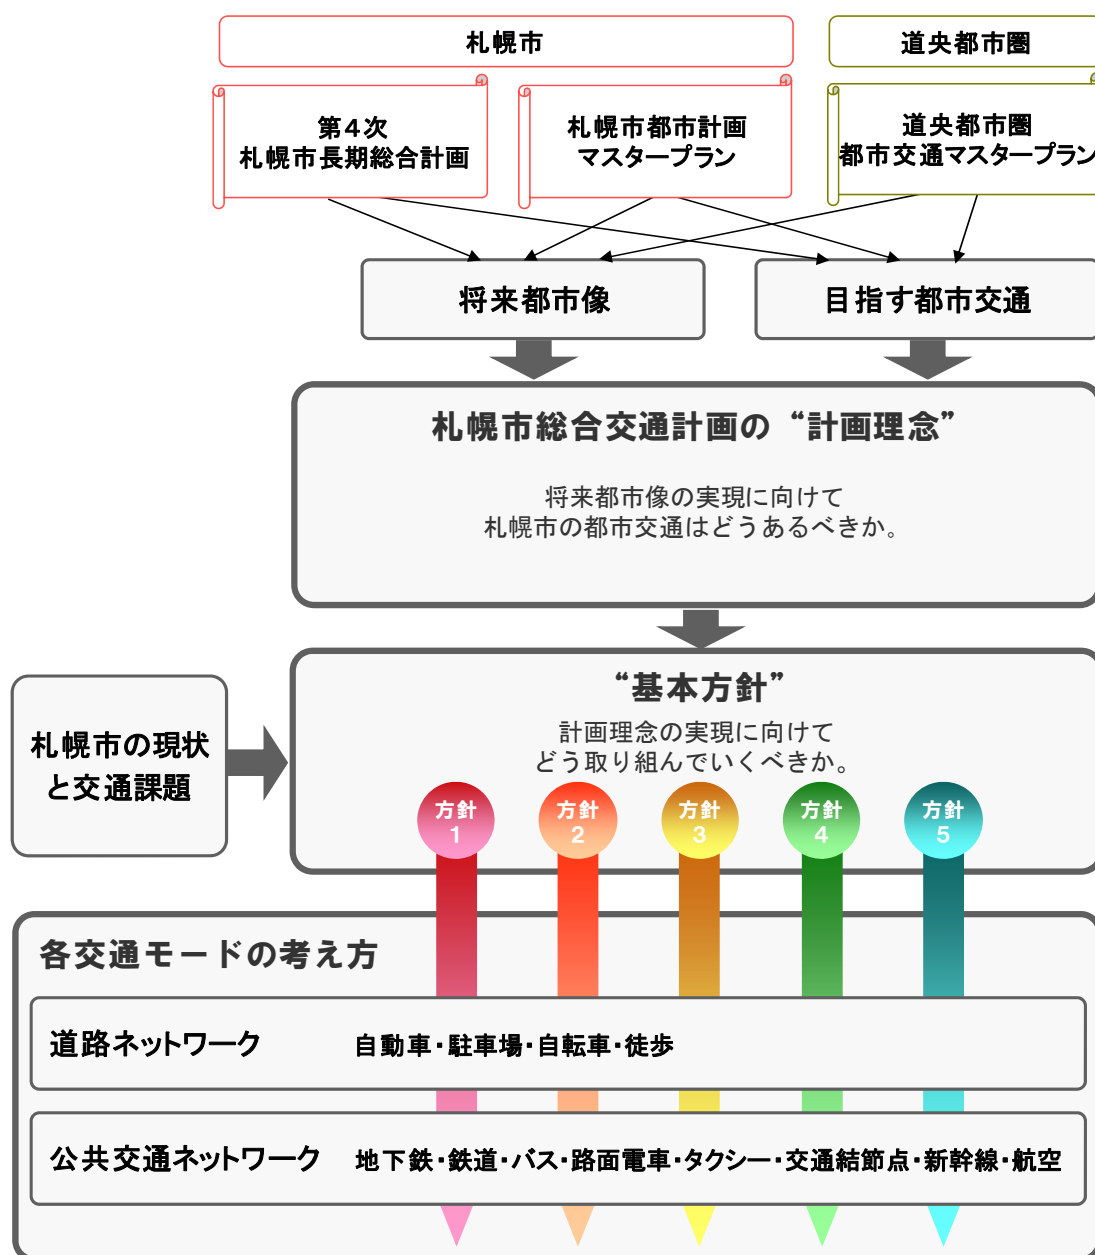 札幌市
道央都市圏
第４次
札幌市長期総合計画
札幌市都市計画
マスタープラン
道央都市圏
都市交通マスタープラン
将来都市像
目指す都市交通
札幌市総合交通計画の“計画理念”
将来都市像の実現に向けて
札幌市の都市交通はどうあるべきか。
“基本方針”
計画理念の実現に向けて
どう取り組んでいくべきか。
札幌市の現状
と交通課題
方針
1
方針
2
方針
3
方針
4
方針
5
各交通モードの考え方
道路ネットワーク
自動車・駐車場・自転車・徒歩
公共交通ネットワーク
地下鉄・鉄道・バス・路面電車・タクシー・交通結節点・新幹線・航空